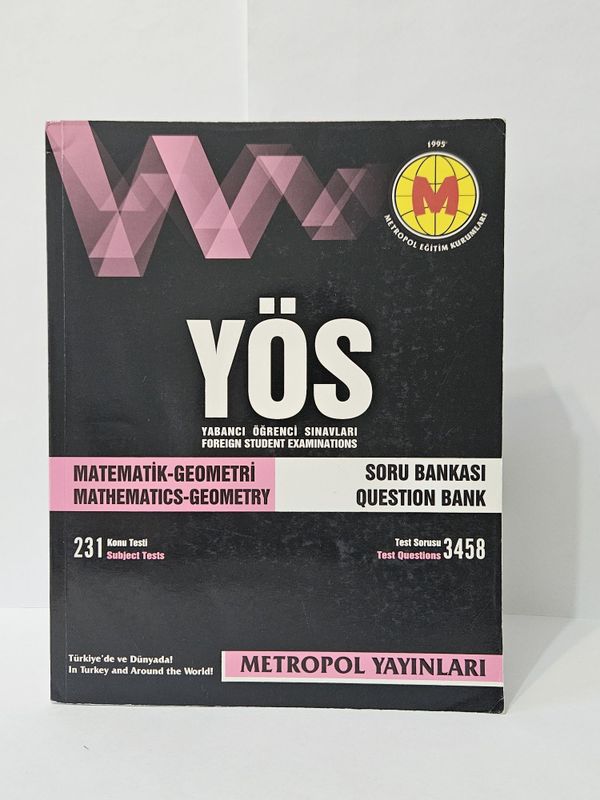 1995
M
METROPOL EĞİTİM KURUMLARI
YÖS
YABANCI ÖĞRENCİ SINAVLARI
FOREIGN STUDENT EXAMINATIONS
MATEMATİK-GEOMETRİ
MATHEMATICS-GEOMETRY
SORU BANKASI
QUESTION BANK
231 Konu Testi
Subject Tests
Test Sorusu 3458
Test Questions
Türkiye'de ve Dünyada!
In Turkey and Around the World!
METROPOL YAYINLARI